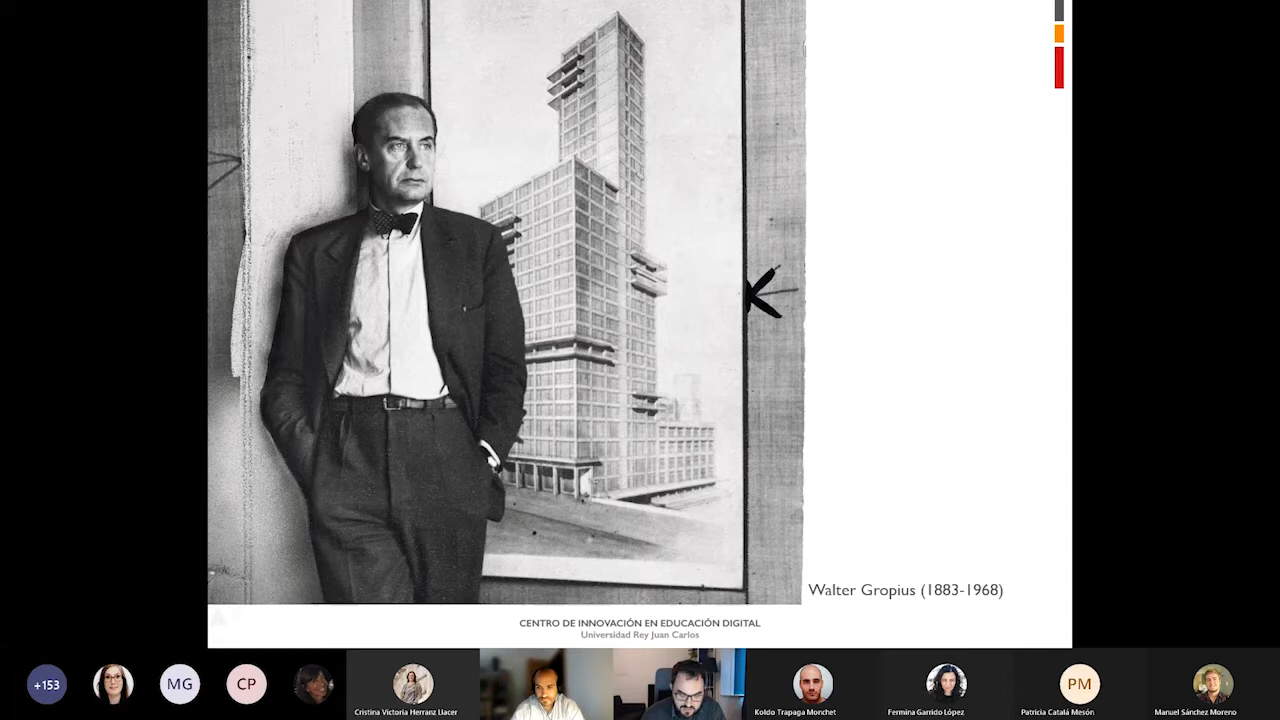 Walter Gropius (1883-1968)
CENTRO DE INNOVACIÓN EN EDUCACIÓN DIGITAL
Universidad Rey Juan Carlos
+153
MG
CP
Cristina Victoria Herranz Llacer
Koldo Trapaga Monchet
Fermina Garrido López
PM
Patricia Catalá Mesón
Manuel Sánchez Moreno